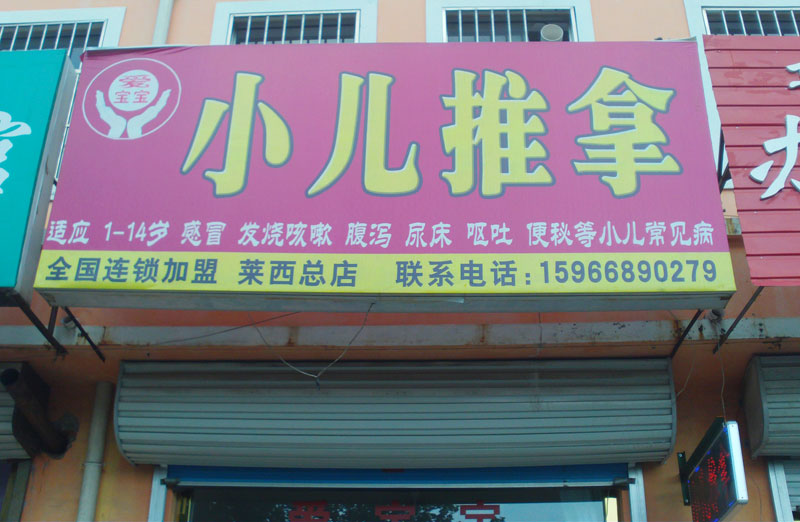 爱
宝宝
小儿推拿
适应 1-14岁 感冒 发烧咳嗽 腹泻 尿床 呕吐 便秘等小儿常见病
全国连锁加盟 莱西总店 联系电话:15966890279